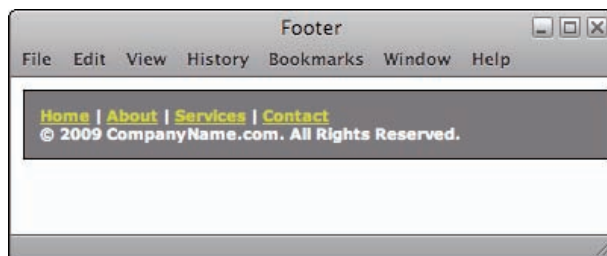 Footer
File Edit View History Bookmarks Window Help
Home | About | Services | Contact
© 2009 CompanyName.com. All Rights Reserved.